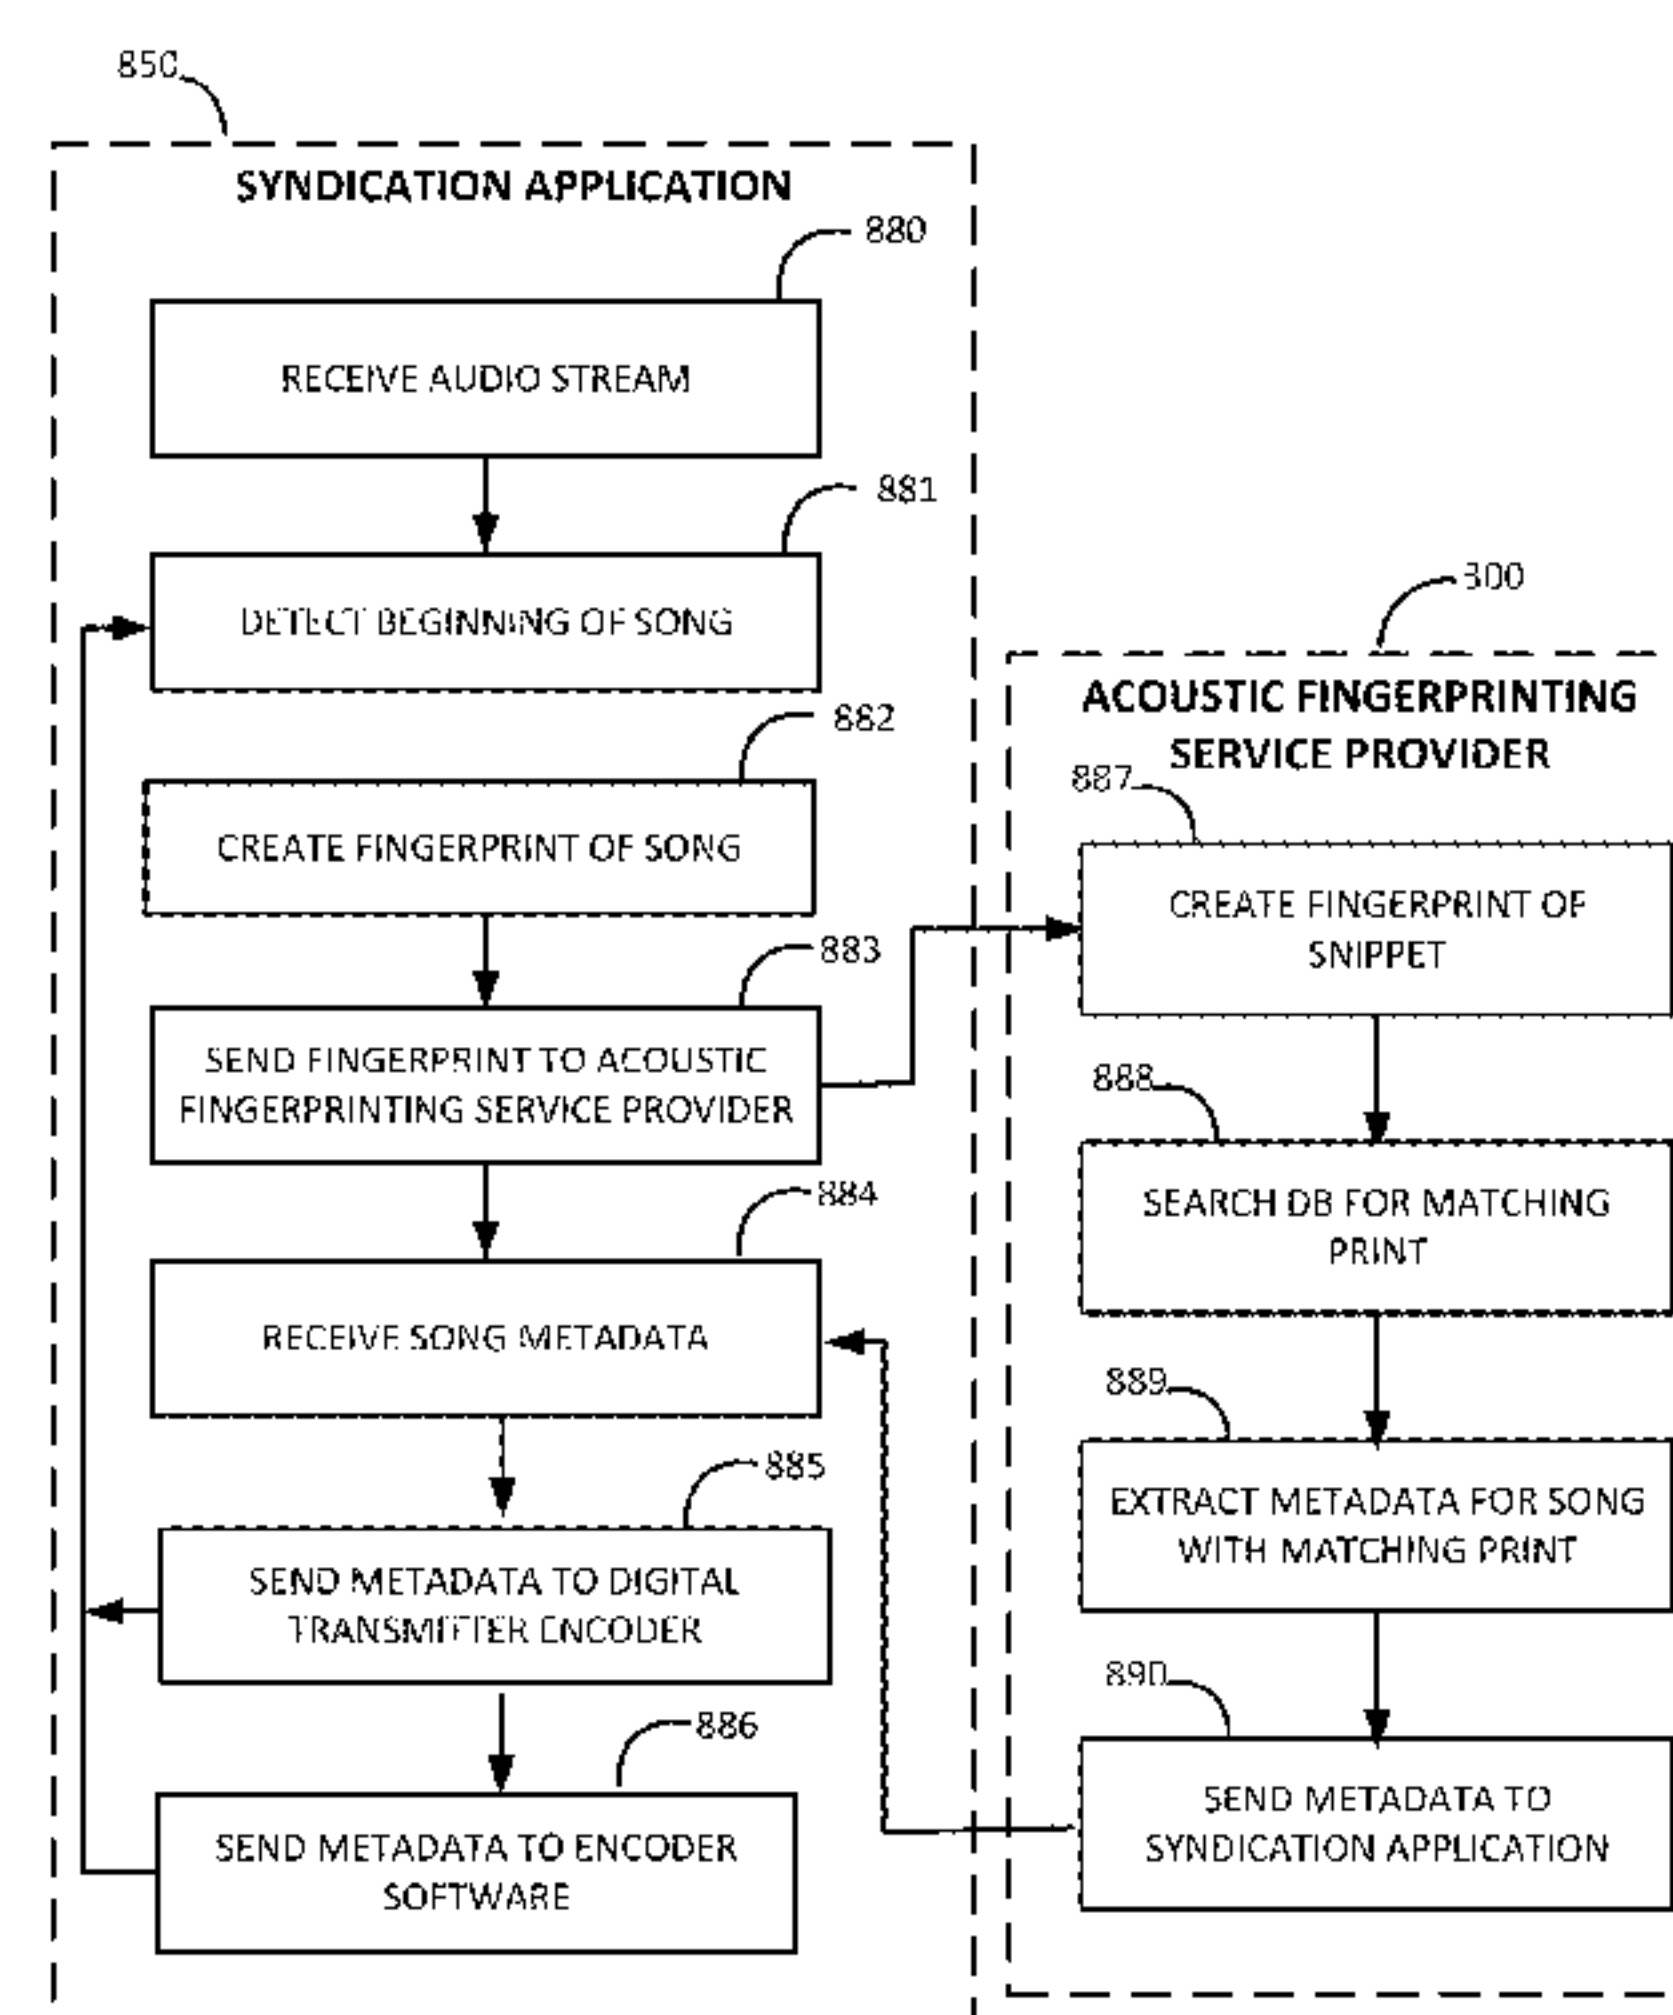 850
SYNDICATION APPLICATION
880
RECEIVE AUDIO STREAM
881
DETECT BEGINNING OF SONG
882
CREATE FINGERPRINT OF SONG
883
SEND FINGERPRINT TO ACOUSTIC
FINGERPRINTING SERVICE PROVIDER
884
RECEIVE SONG METADATA
885
SEND METADATA TO DIGITAL
TRANSMITTER ENCODER
886
SEND METADATA TO ENCODER
SOFTWARE
300
ACOUSTIC FINGERPRINTING
SERVICE PROVIDER
887
CREATE FINGERPRINT OF
SNIPPET
888
SEARCH DB FOR MATCHING
PRINT
889
EXTRACT METADATA FOR SONG
WITH MATCHING PRINT
890
SEND METADATA TO
SYNDICATION APPLICATION